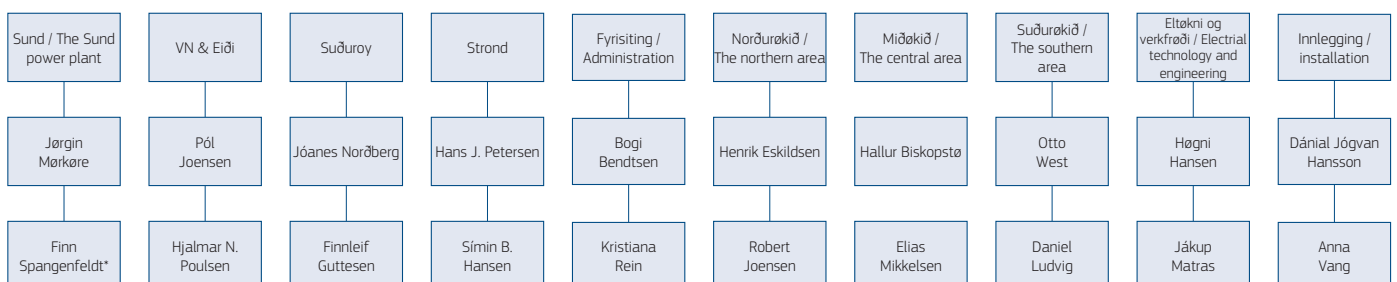 Sund / The Sund
power plant
VN & Eiði
Suðuroy
Strond
Fyrisiting /
Administration
Norðurøkið /
The northern area
Miðøkið /
The central area
Suðurøkið /
The southern
area
Eltøkni og
verkfrøði / Electrial
technology and
engineering
Innlegging /
installation
Jørgin
Mørkøre
Pól
Joensen
Jóanes Norðberg
Hans J. Petersen
Bogi
Bendtsen
Henrik Eskildsen
Hallur Biskopstø
Otto
West
Høgni
Hansen
Dánial Jógvan
Hansson
Finn
Spangenfeldt*
Hjalmar N.
Poulsen
Finnleif
Guttesen
Símin B.
Hansen
Kristiana
Rein
Robert
Joensen
Elias
Mikkelsen
Daniel
Ludvig
Jákup
Matras
Anna
Vang